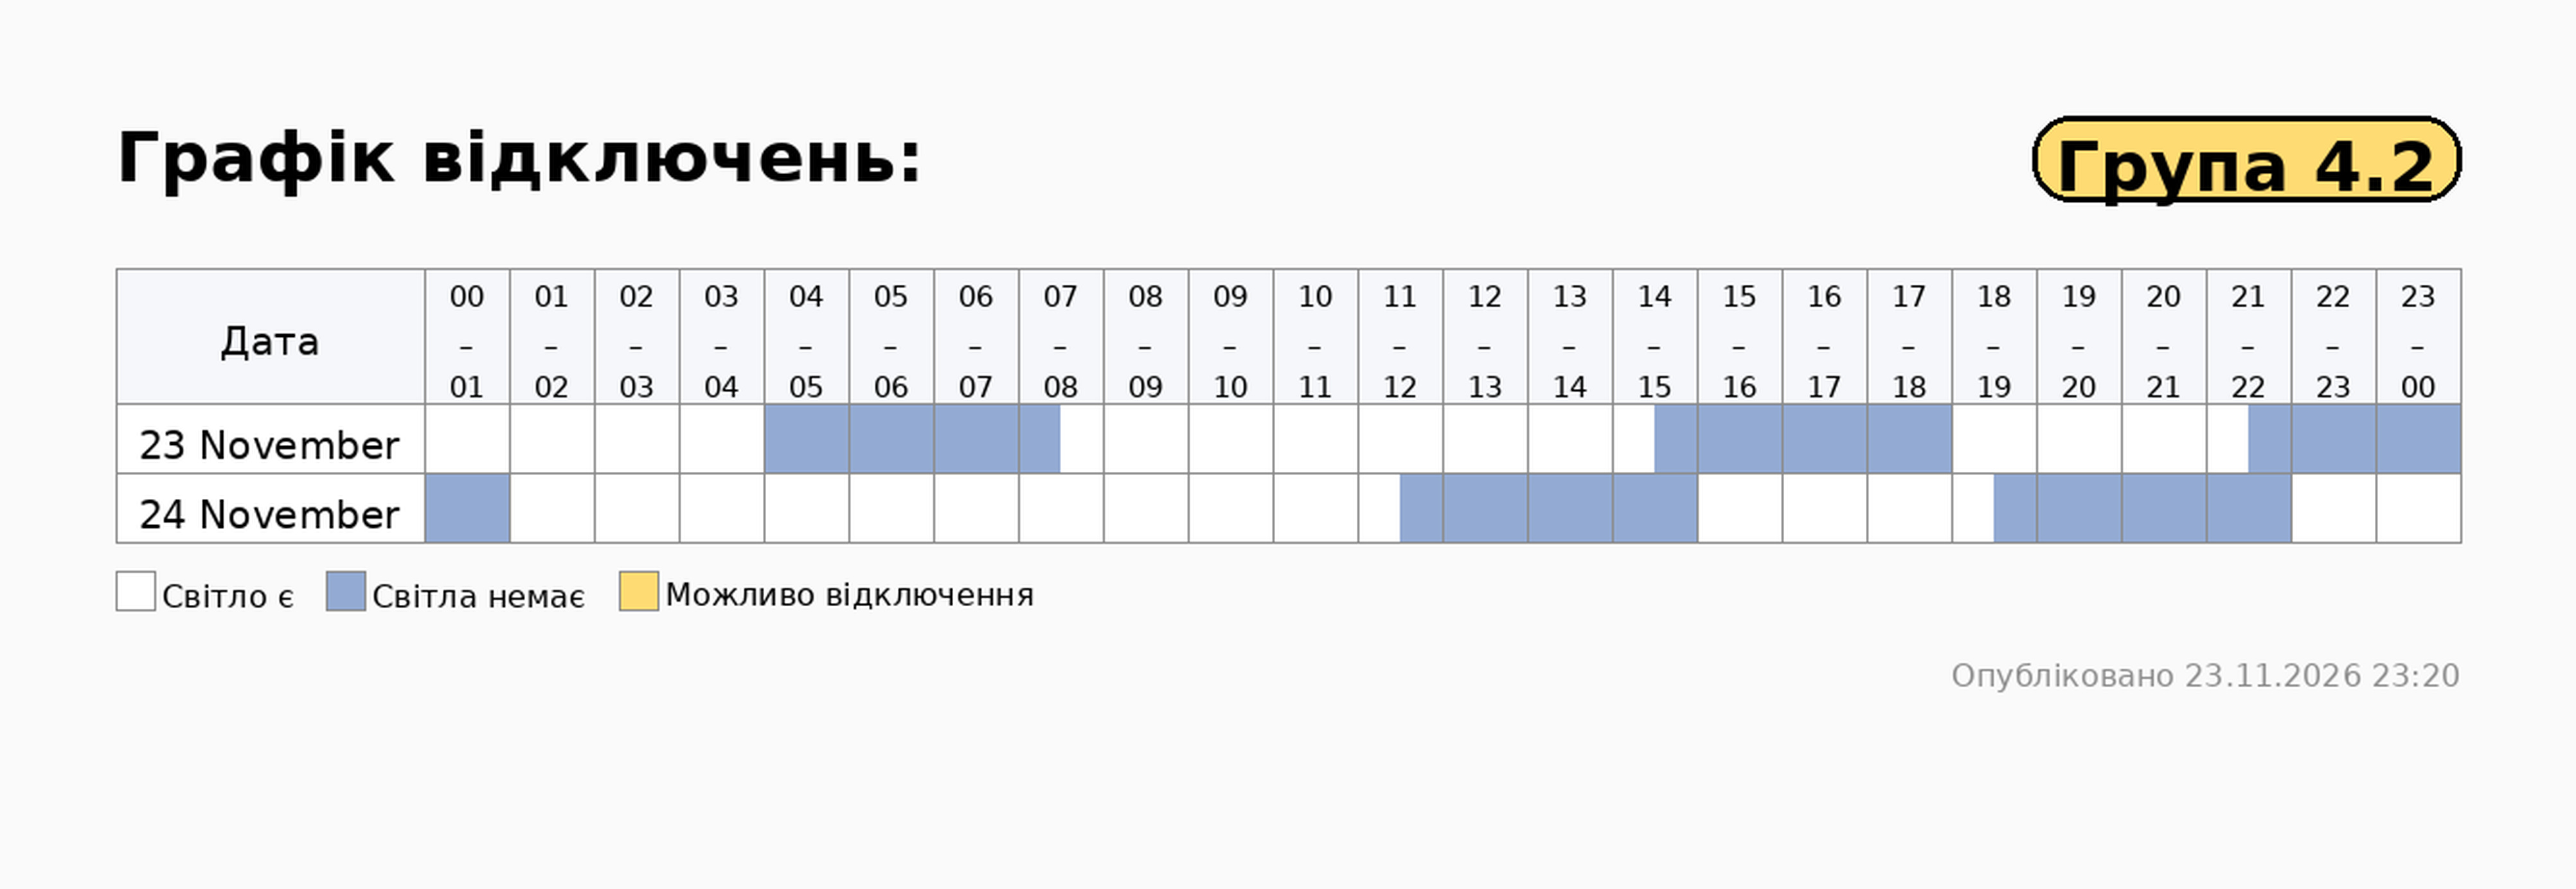 Графік відключень:
Група 4.2
Дата
00 – 01
01 – 02
02 – 03
03 – 04
04 – 05
05 – 06
06 – 07
07 – 08
08 – 09
09 – 10
10 – 11
11 – 12
12 – 13
13 – 14
14 – 15
15 – 16
16 – 17
17 – 18
18 – 19
19 – 20
20 – 21
21 – 22
22 – 23
23 – 00
23 November
24 November
Світло є
Світла немає
Можливо відключення
Опубліковано 23.11.2026 23:20